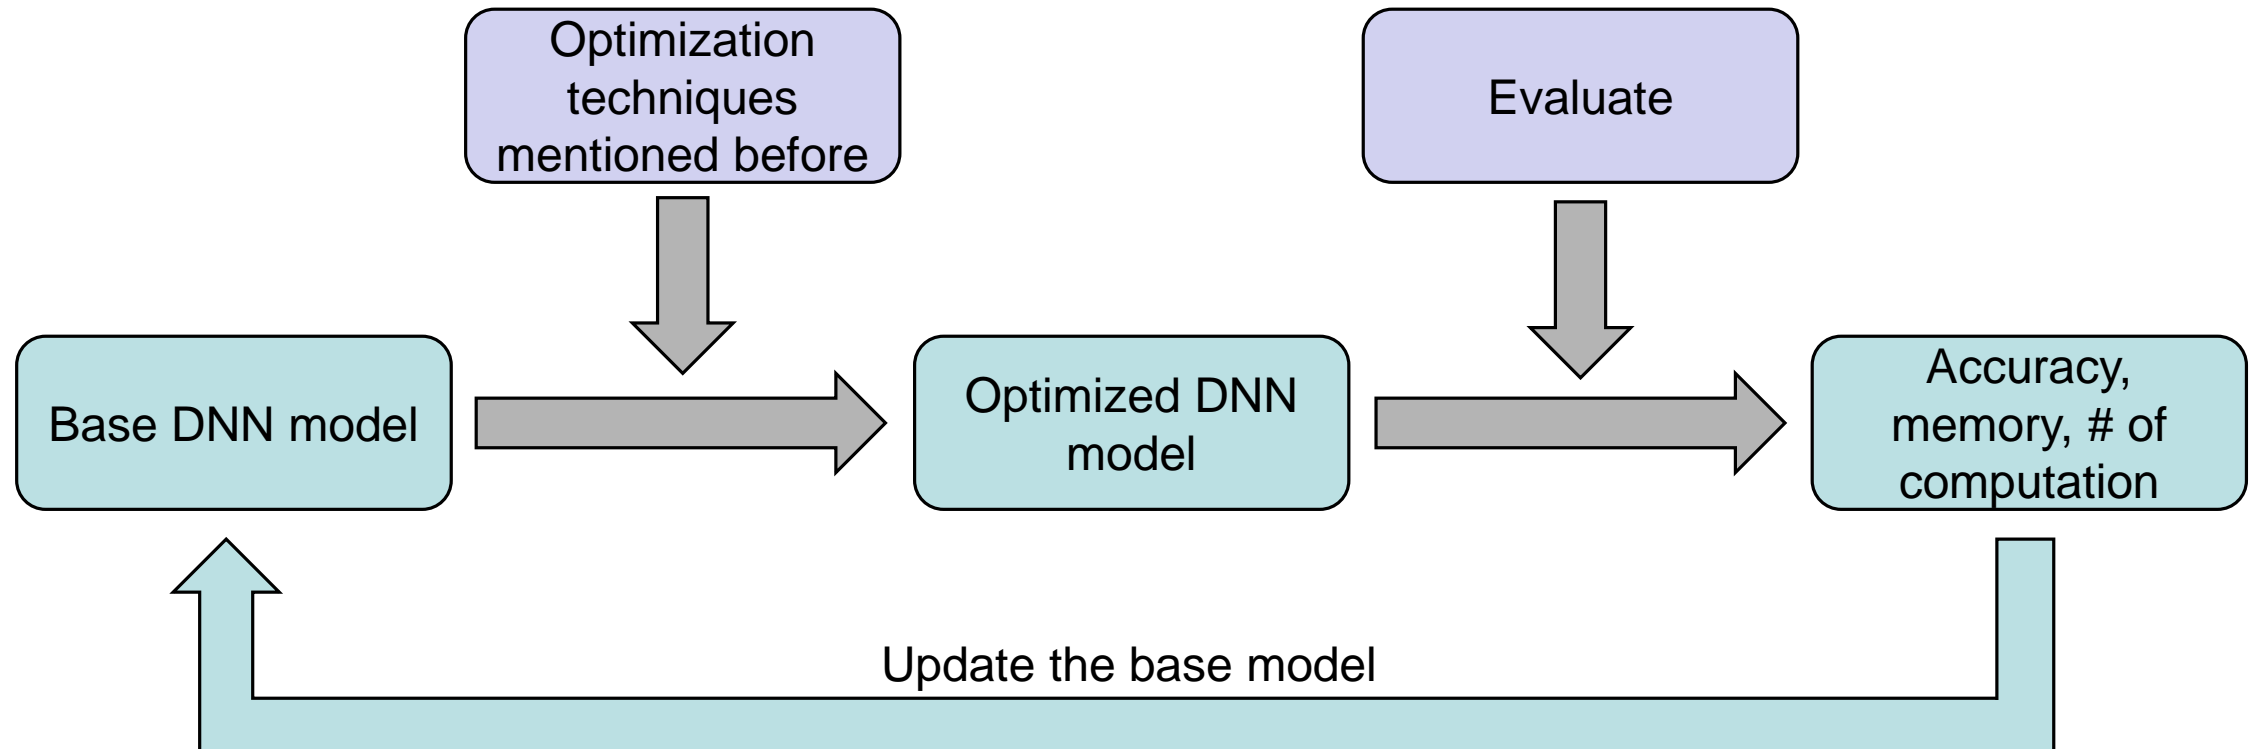 Optimization
techniques
mentioned before
Evaluate
Base DNN model
Optimized DNN
model
Accuracy,
memory, # of
computation
Update the base model